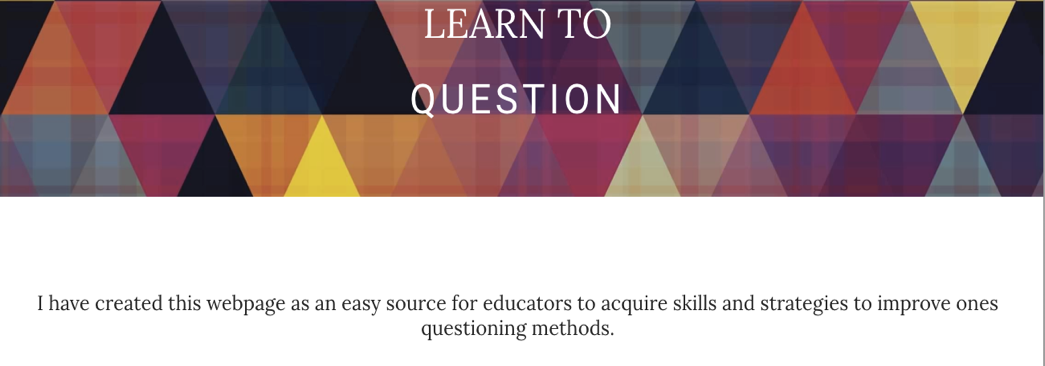 LEARN TO
QUESTION
I have created this webpage as an easy source for educators to acquire skills and strategies to improve ones
questioning methods.